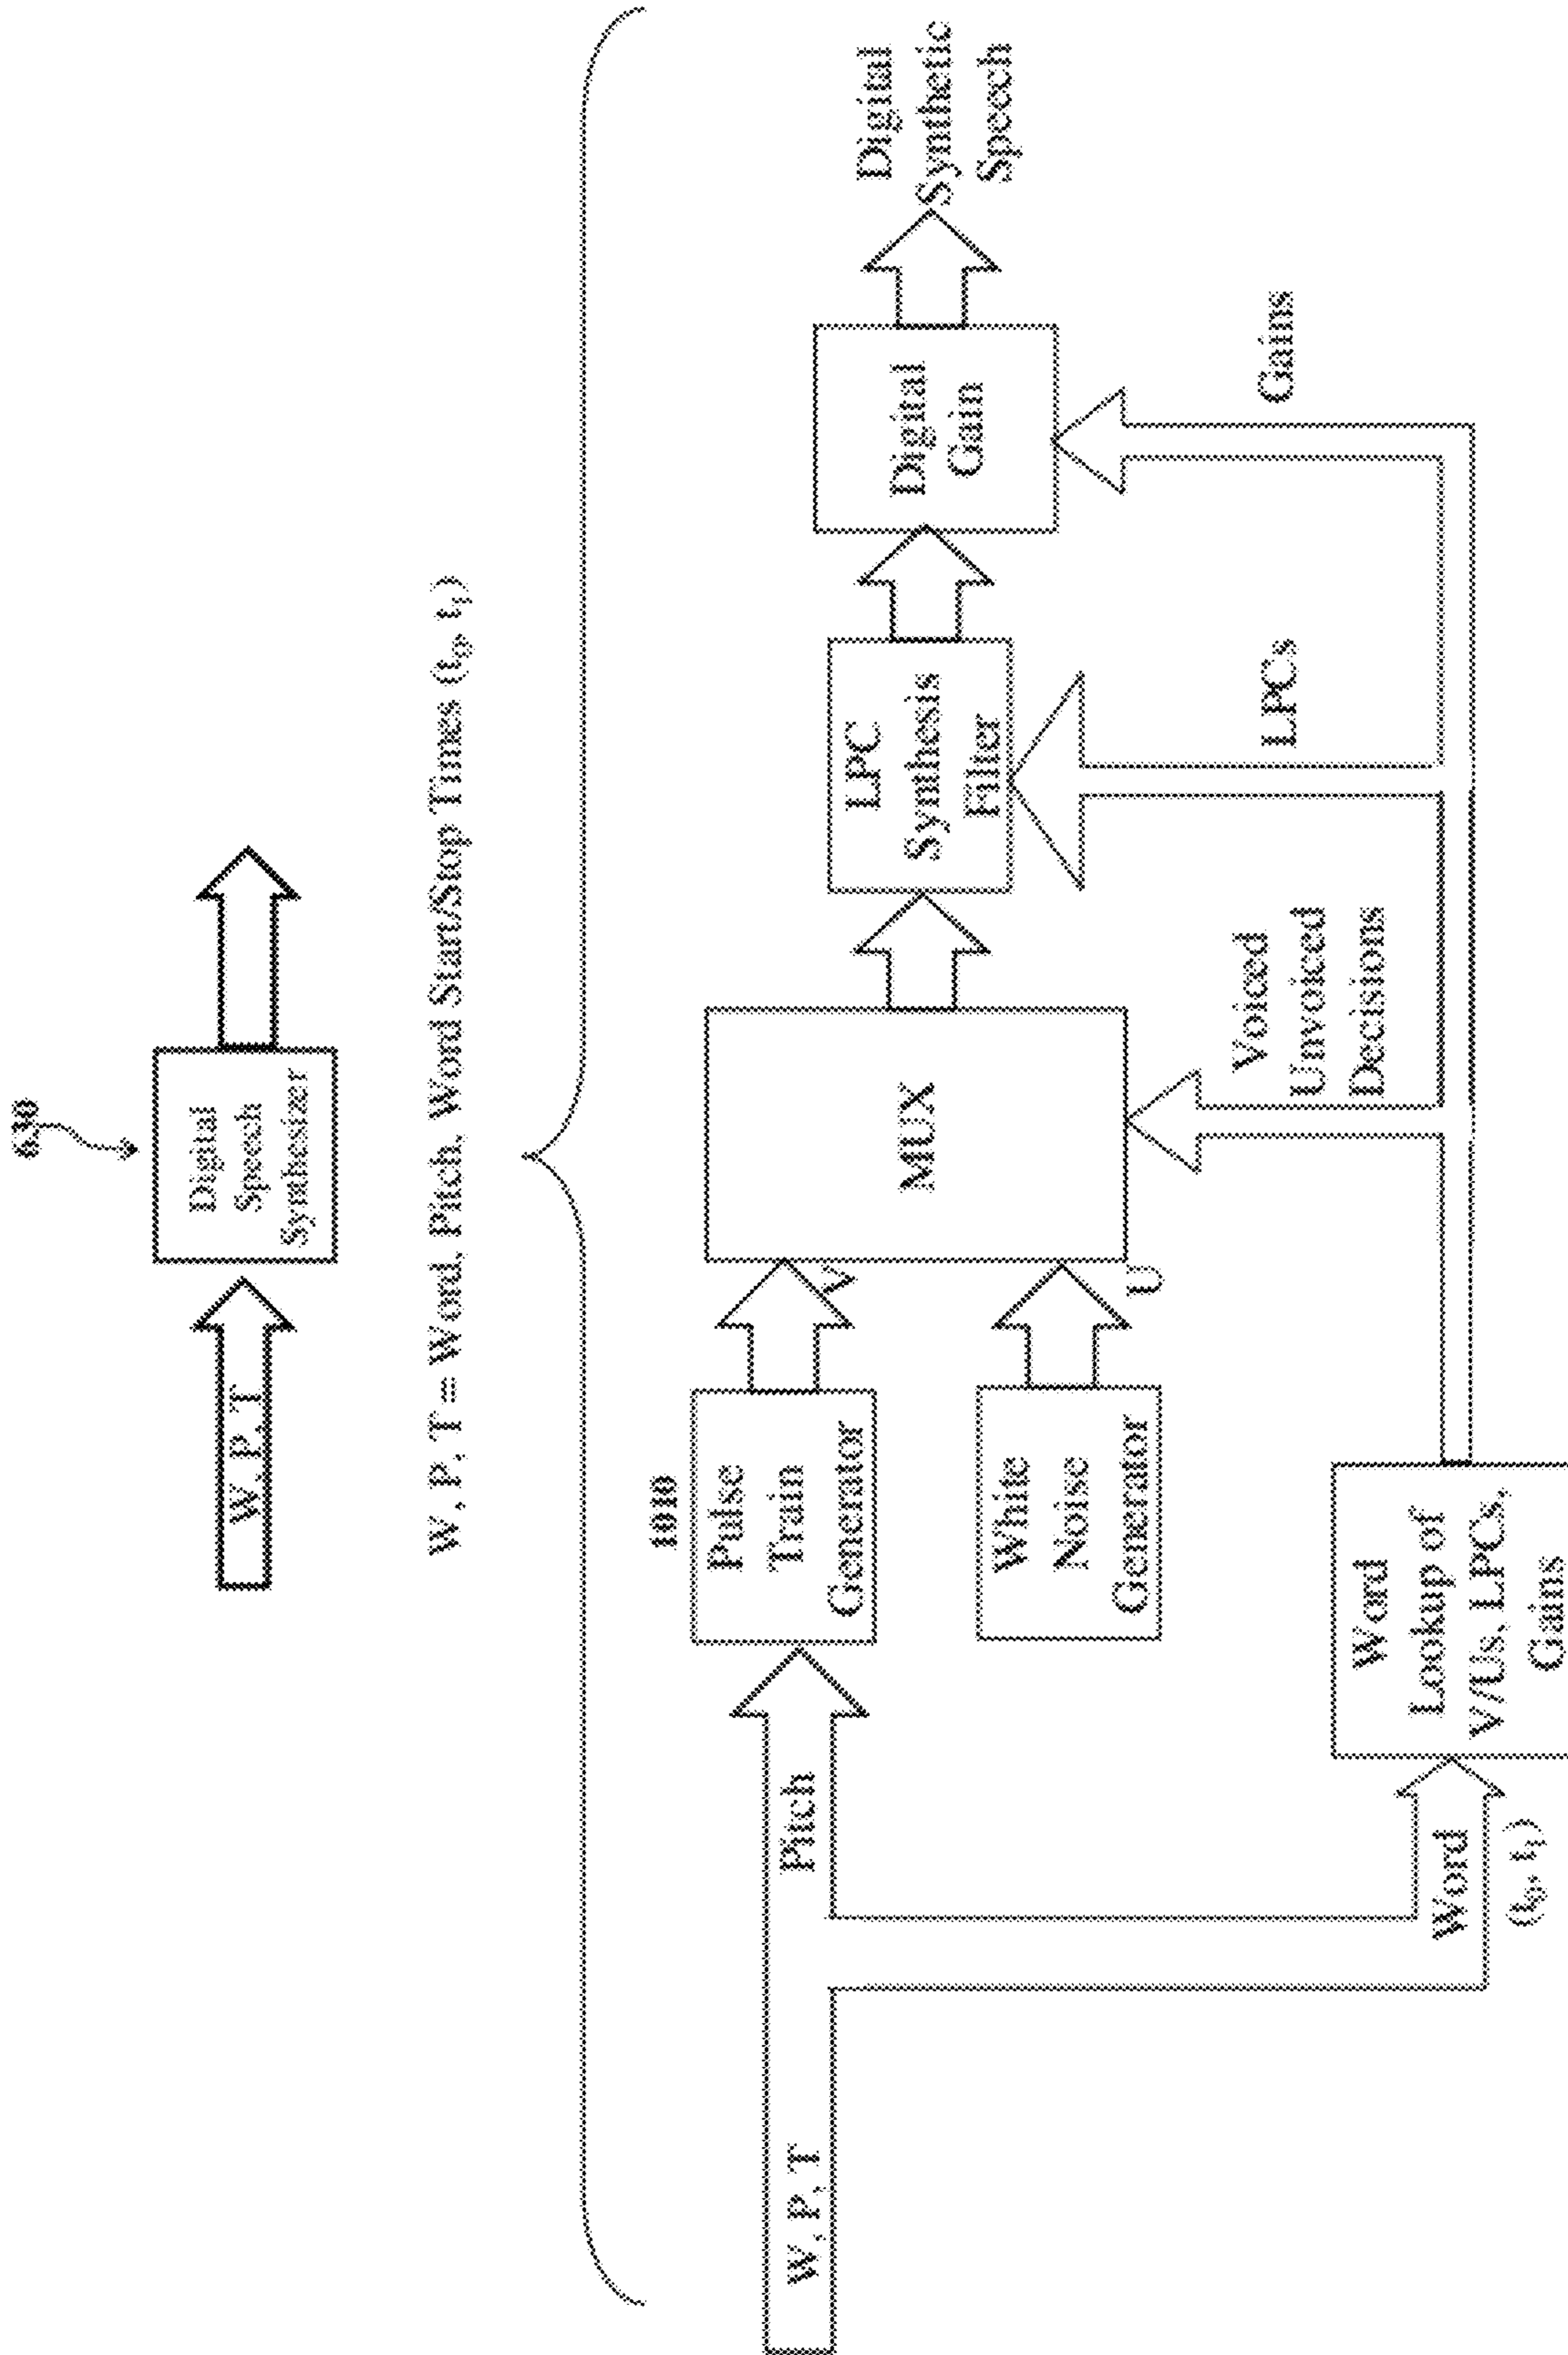 630
Digital
Speech
Synthesizer
W, P, T
W, P, T = Word, Pitch, Word Start/Stop Times (t₀, t₁)
W, P, T
Pitch
1010
Pulse
Train
Generator
V
White
Noise
Generator
U
MUX
LPC
Synthesis
Filter
Digital
Gain
Digital
Synthetic
Speech
Word
(t₀, t₁)
Word
Lookup of
V/Us, LPCs,
Gains
Voiced
Unvoiced
Decisions
LPCs
Gains